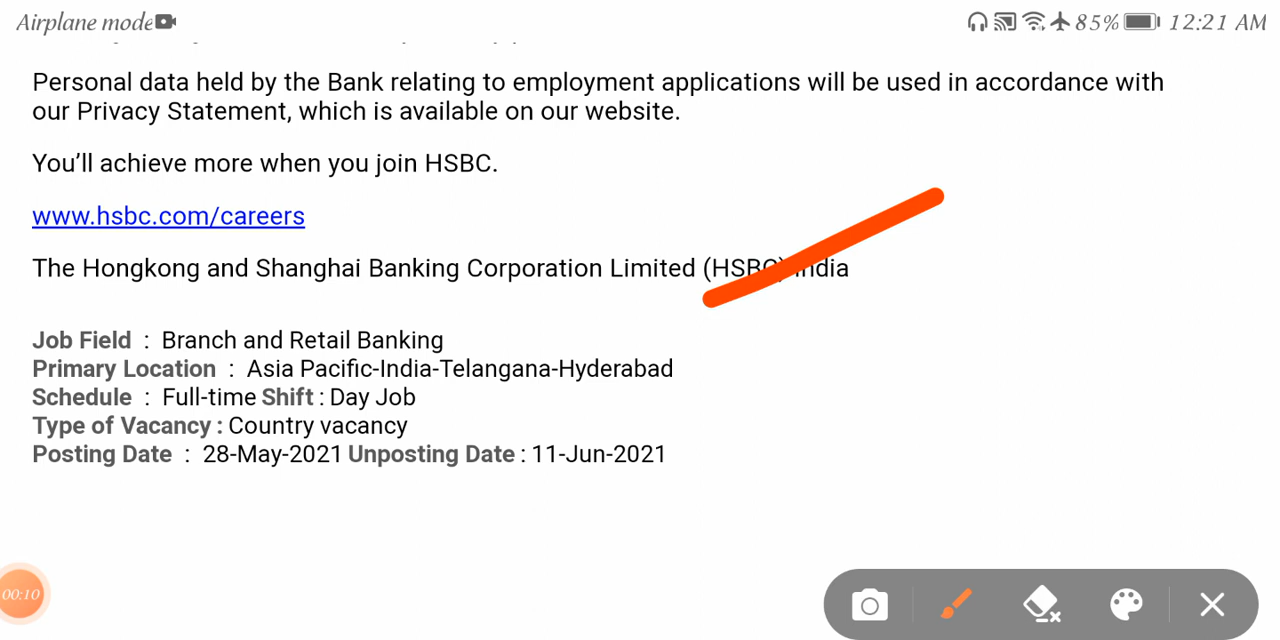 Airplane mode 85% 12:21 AM
Personal data held by the Bank relating to employment applications will be used in accordance with
our Privacy Statement, which is available on our website.
You’ll achieve more when you join HSBC.
www.hsbc.com/careers
The Hongkong and Shanghai Banking Corporation Limited (HSBC) India
Job Field : Branch and Retail Banking
Primary Location : Asia Pacific-India-Telangana-Hyderabad
Schedule : Full-time Shift : Day Job
Type of Vacancy : Country vacancy
Posting Date : 28-May-2021 Unposting Date : 11-Jun-2021
00:10